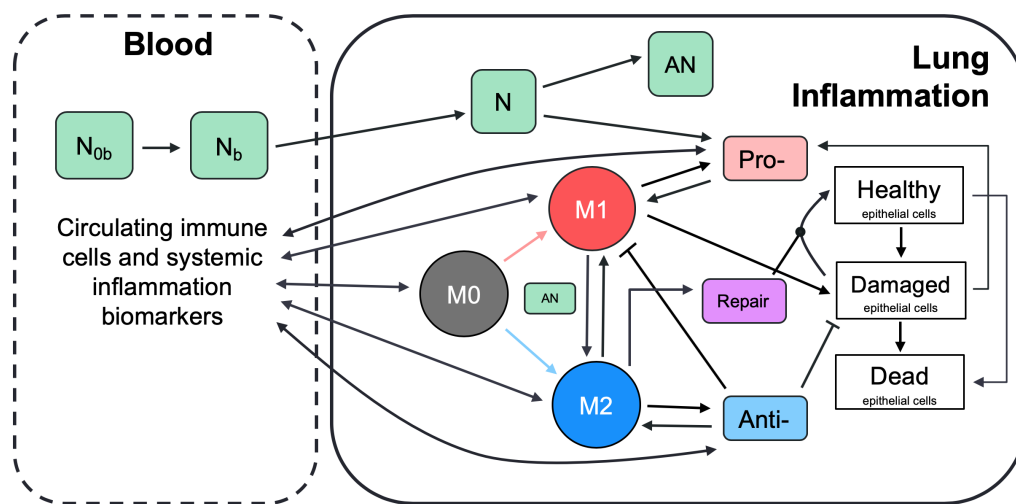 Blood
Lung
Inflammation
AN
N
N0b
Nb
Pro-
Healthy
epithelial cells
M1
Circulating immune
cells and systemic
inflammation
biomarkers
M0
AN
Repair
Damaged
epithelial cells
Dead
epithelial cells
M2
Anti-